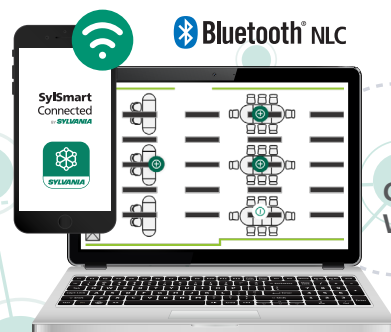 Bluetooth® NLC
SylSmart
Connected
BY SYLVANIA
SYLVANIA